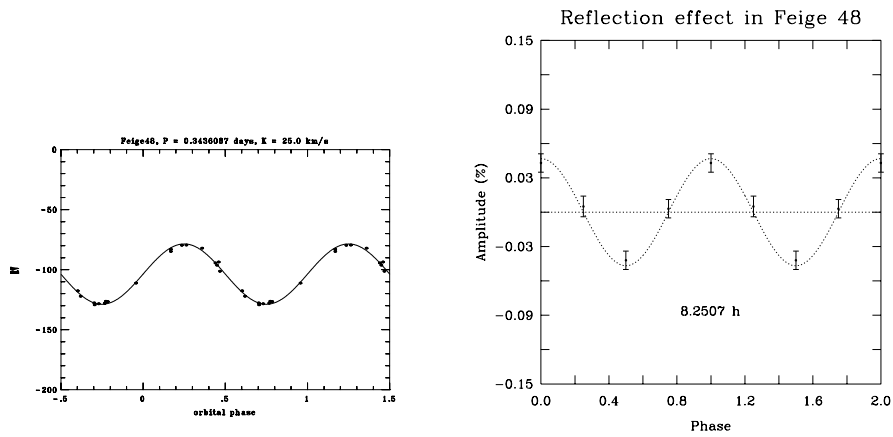 Feige48, P = 0.3436087 days, K = 25.0 km/s
0
-50
-100
-150
-200
RV
-.5 0 .5 1 1.5
orbital phase
Reflection effect in Feige 48
0.15
0.09
0.03
-0.03
-0.09
-0.15
Amplitude (%)
8.2507 h
0.0 0.4 0.8 1.2 1.6 2.0
Phase